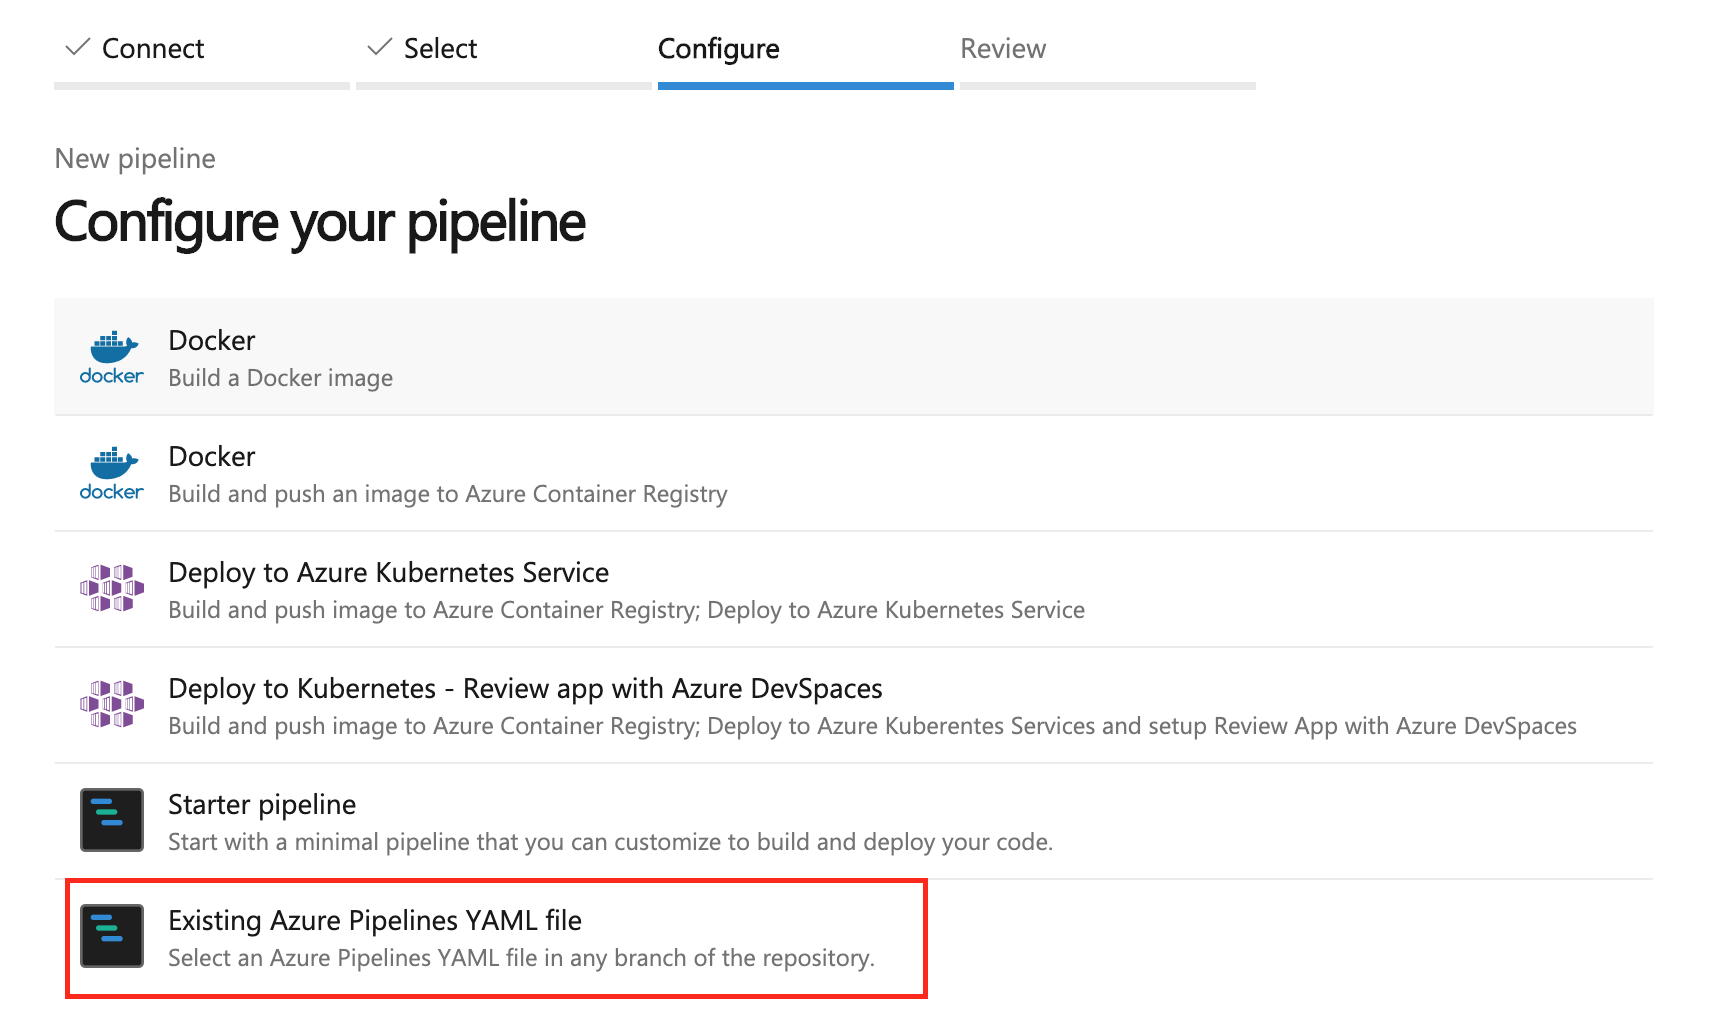 Connect
Select
Configure
Review
New pipeline
Configure your pipeline
docker
Docker
Build a Docker image
docker
Docker
Build and push an image to Azure Container Registry
Deploy to Azure Kubernetes Service
Build and push image to Azure Container Registry; Deploy to Azure Kubernetes Service
Deploy to Kubernetes - Review app with Azure DevSpaces
Build and push image to Azure Container Registry; Deploy to Azure Kuberentes Services and setup Review App with Azure DevSpaces
Starter pipeline
Start with a minimal pipeline that you can customize to build and deploy your code.
Existing Azure Pipelines YAML file
Select an Azure Pipelines YAML file in any branch of the repository.